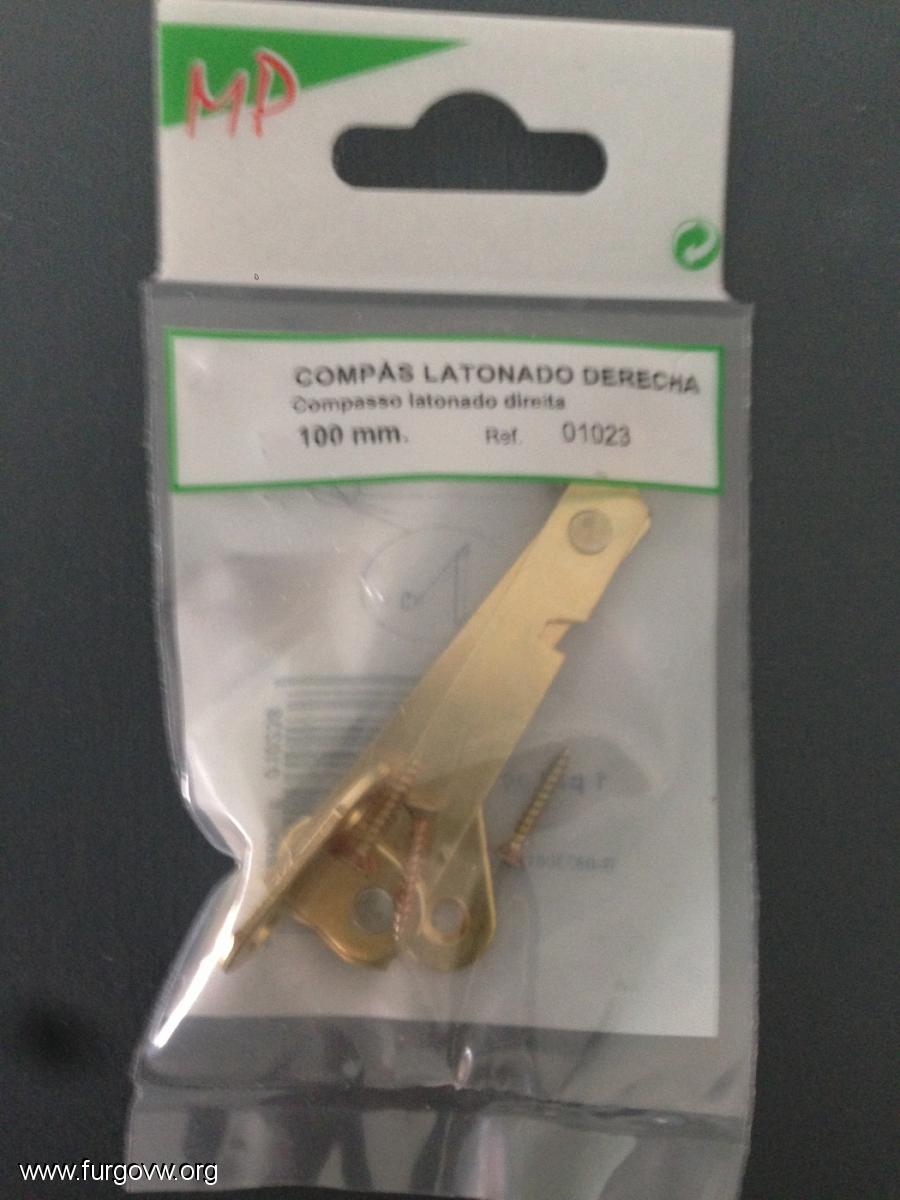 MP
COMPÁS LATONADO DERECHA
Compasso latonado direita
100 mm. Ref. 01023
www.furgovw.org